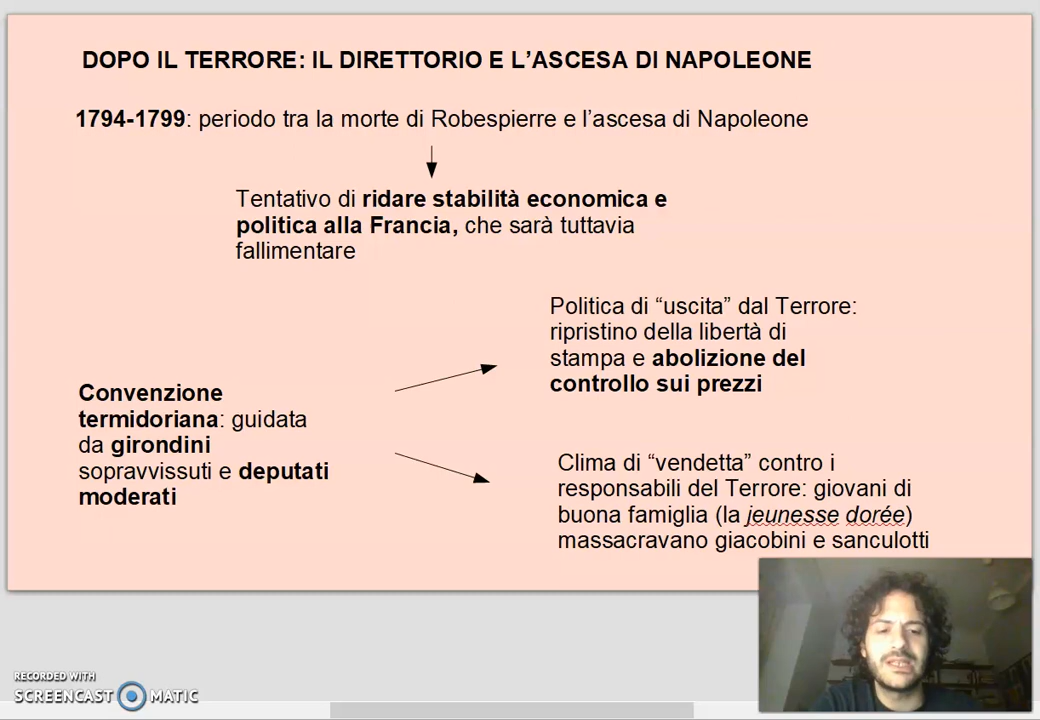 DOPO IL TERRORE: IL DIRETTORIO E L’ASCESA DI NAPOLEONE
1794-1799: periodo tra la morte di Robespierre e l’ascesa di Napoleone
Tentativo di ridare stabilità economica e
politica alla Francia, che sarà tuttavia
fallimentare
Politica di “uscita” dal Terrore:
ripristino della libertà di
stampa e abolizione del
controllo sui prezzi
Convenzione
termidoriana: guidata
da girondini
sopravvissuti e deputati
moderati
Clima di “vendetta” contro i
responsabili del Terrore: giovani di
buona famiglia (la jeunesse dorée)
massacravano giacobini e sanculotti
RECORDED WITH
SCREENCAST MATIC